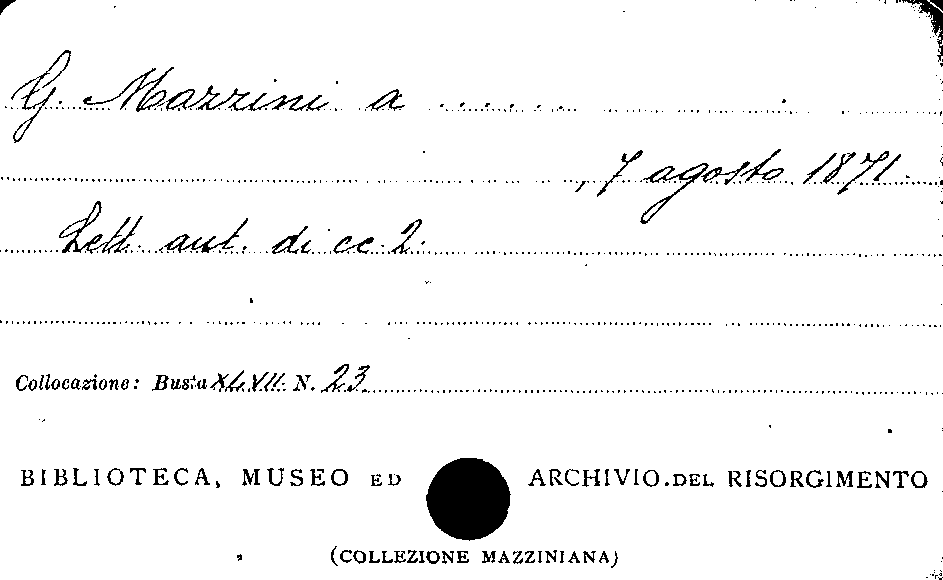 G. Mazzini a ......
, 7 agosto 1871.
Lett. aut. di cc. 2.
Collocazione: Busta XLVII. N. 23
BIBLIOTECA, MUSEO ED ARCHIVIO DEL RISORGIMENTO
(COLLEZIONE MAZZINIANA)